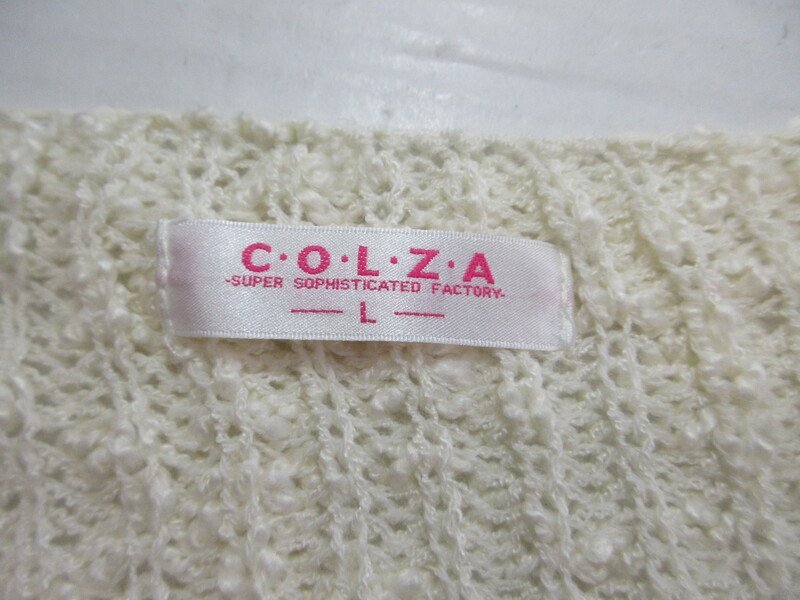 C·O·L·Z·A
-SUPER SOPHISTICATED FACTORY-
— L —